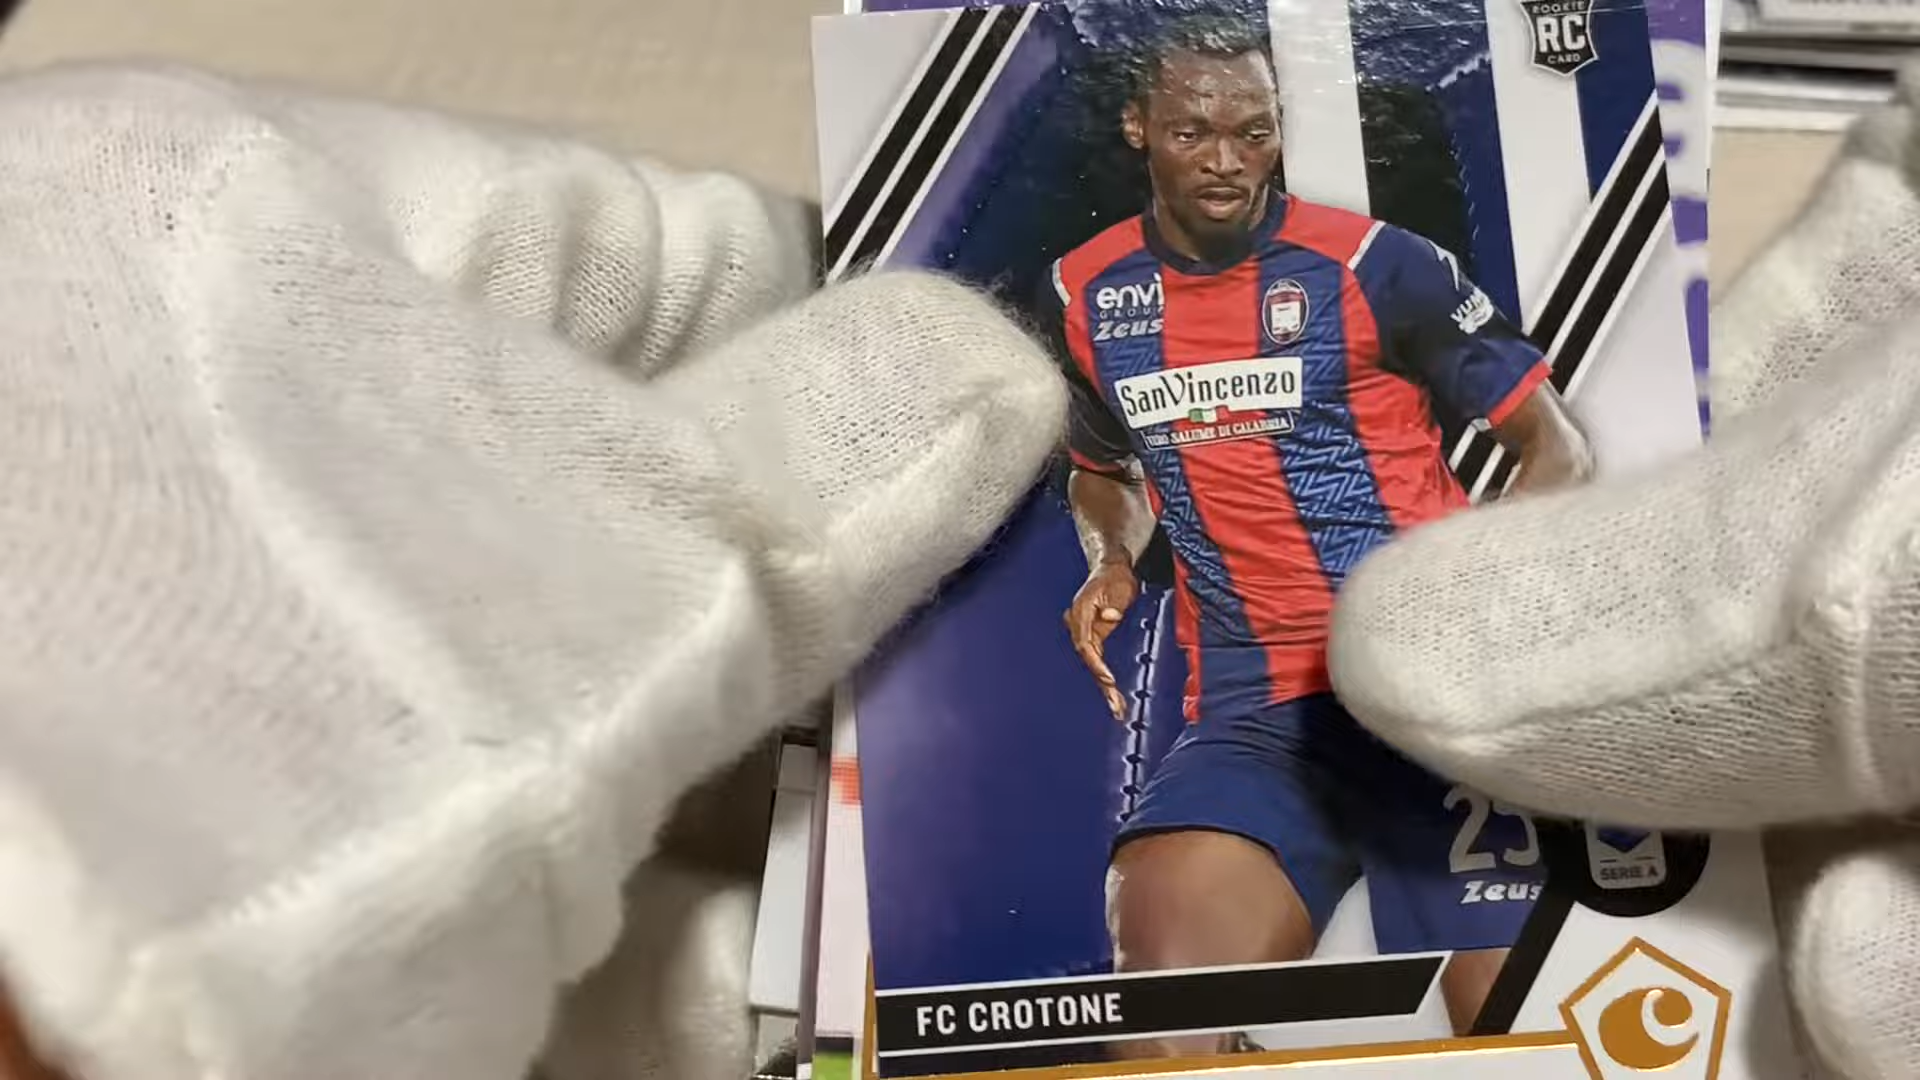 ROOKIE
RC
CARD
envi
GROUP
Zeus
SanVincenzo
VERO SALUME DI CALABRIA
25
Zeus
SERIE A
FC CROTONE